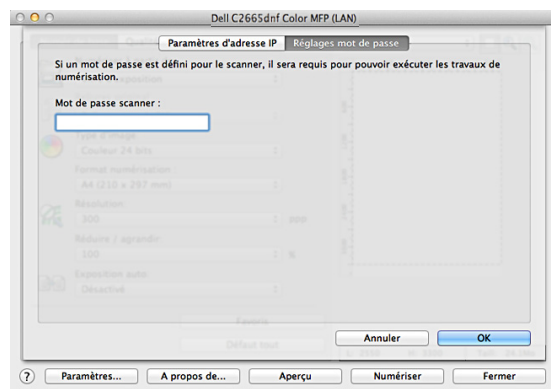 Dell C2665dnf Color MFP (LAN)
Paramètres d'adresse IP
Réglages mot de passe
Si un mot de passe est défini pour le scanner, il sera requis pour pouvoir exécuter les travaux de
numérisation.
Mot de passe scanner :
Type d'image
Couleur 24 bits
Format numérisation:
A4 (210 x 297 mm)
Résolution:
300
Réduire / agrandir:
100
%
Exposition auto:
Désactivé
Favoris
Défaut tout
Annuler
OK
?
Paramètres...
A propos de...
Aperçu
Numériser
Fermer